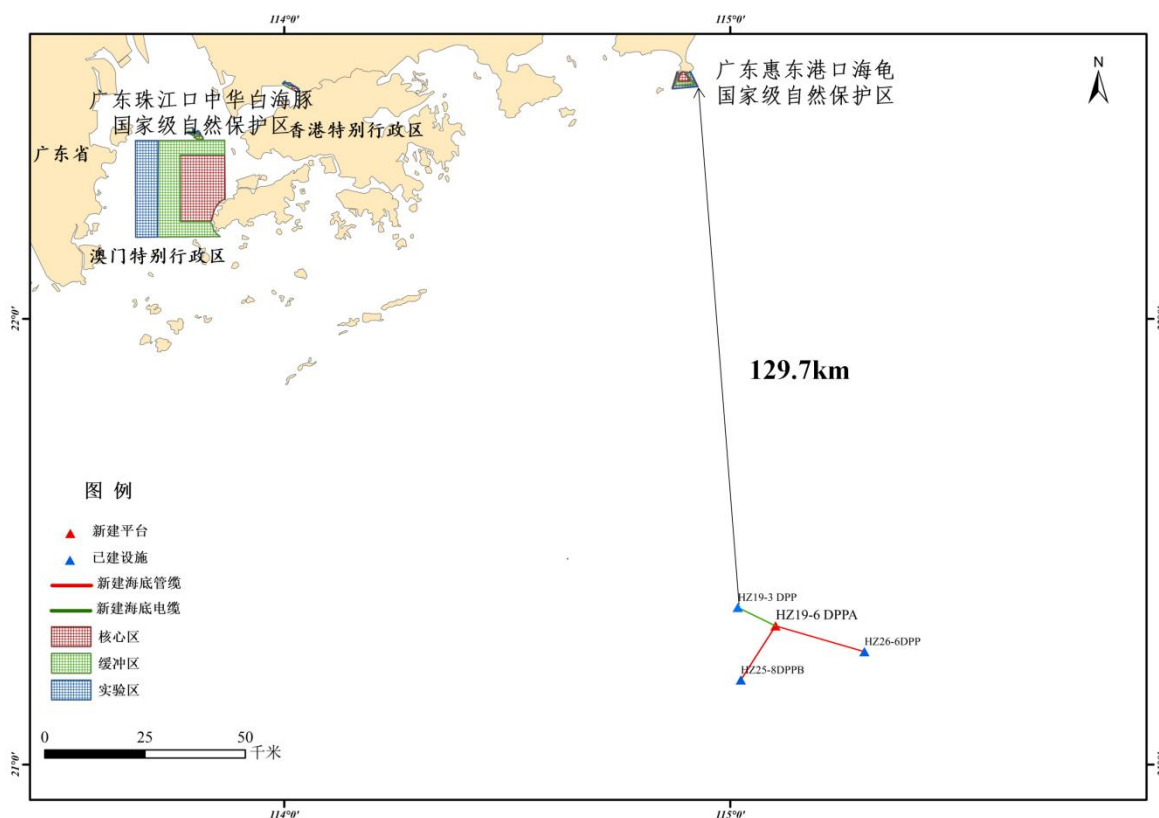 114°0'
115°0'
广东惠东港口海龟
国家级自然保护区
N
广东珠江口中华白海豚
国家级自然保护区
香港特别行政区
广东省
澳门特别行政区
22°0'
129.7km
图 例
新建平台
已建设施
新建海底管缆
新建海底电缆
核心区
缓冲区
实验区
HZ19-3 DPP
HZ19-6 DPPA
HZ26-6DPP
HZ25-8DPPB
0 25 50
千米
21°0'
114°0'
115°0'